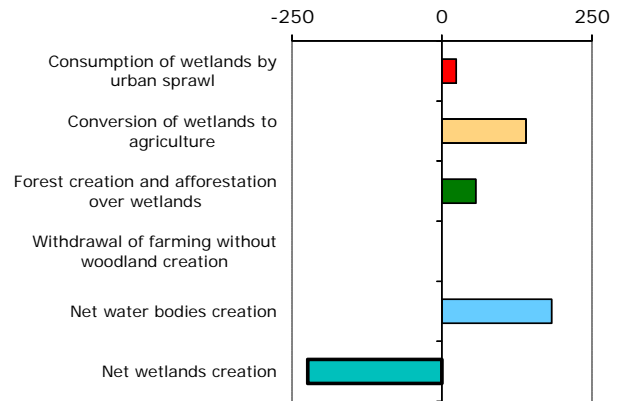 -250 0 250
Consumption of wetlands by
urban sprawl
Conversion of wetlands to
agriculture
Forest creation and afforestation
over wetlands
Withdrawal of farming without
woodland creation
Net water bodies creation
Net wetlands creation